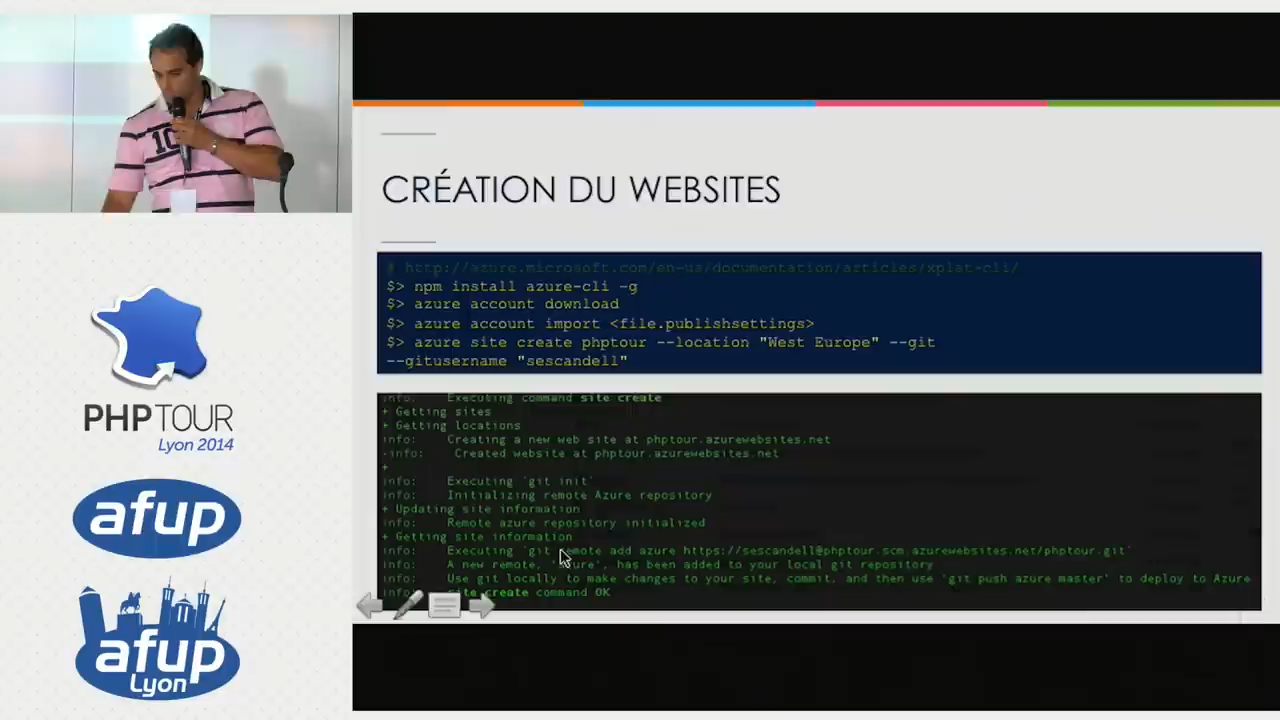 10
PHPTOUR
Lyon 2014
afup
afup
Lyon
CRÉATION DU WEBSITES
# http://azure.microsoft.com/en-us/documentation/articles/xplat-cli/
$> npm install azure-cli -g
$> azure account download
$> azure account import <file.publishsettings>
$> azure site create phptour --location "West Europe" --git
--gitusername "sescandell"
info:    Executing command site create
+ Getting sites
+ Getting locations
info:    Creating a new web site at phptour.azurewebsites.net
-info:    Created website at phptour.azurewebsites.net
+
info:    Executing `git init`
info:    Initializing remote Azure repository
+ Updating site information
info:    Remote azure repository initialized
+ Getting site information
info:    Executing `git remote add azure https://sescandell@phptour.scm.azurewebsites.net/phptour.git`
info:    A new remote, 'azure', has been added to your local git repository
info:    Use git locally to make changes to your site, commit, and then use 'git push azure master' to deploy to Azure
site create command OK